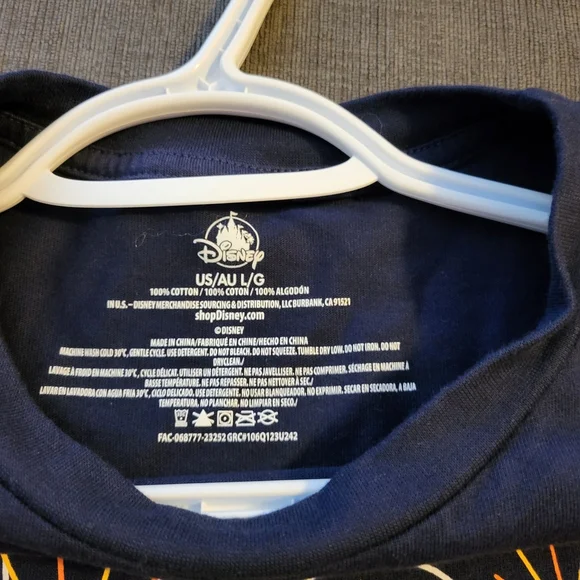 Disney
US/AU L/G
100% COTTON / 100% COTON / 100% ALGODÓN
IN U.S. – DISNEY MERCHANDISE SOURCING & DISTRIBUTION, LLC BURBANK, CA 91521
shopDisney.com
© DISNEY
MADE IN CHINA/FABRIQUÉ EN CHINE/HECHO EN CHINA
MACHINE WASH COLD 30°C, GENTLE CYCLE. USE DETERGENT. DO NOT BLEACH. DO NOT SQUEEZE. TUMBLE DRY LOW. DO NOT IRON. DO NOT
DRYCLEAN./
LAVAGE À FROID EN MACHINE 30°C, CYCLE DÉLICAT. UTILISER UN DÉTERGENT. NE PAS JAVELLISER. NE PAS COMPRIMER. SÉCHER EN MACHINE À
BASSE TEMPÉRATURE. NE PAS REPASSER. NE PAS NETTOYER À SEC./
LAVAR EN LAVADORA CON AGUA FRIA 30°C, CICLO DELICADO. USE DETERGENTE. NO USAR BLANQUEADOR. NO EXPRIMIR. SECAR EN SECADORA, A BAJA
TEMPERATURA. NO PLANCHAR. NO LIMPIAR EN SECO./
FAC-068777-23252 GRC#106Q123U242